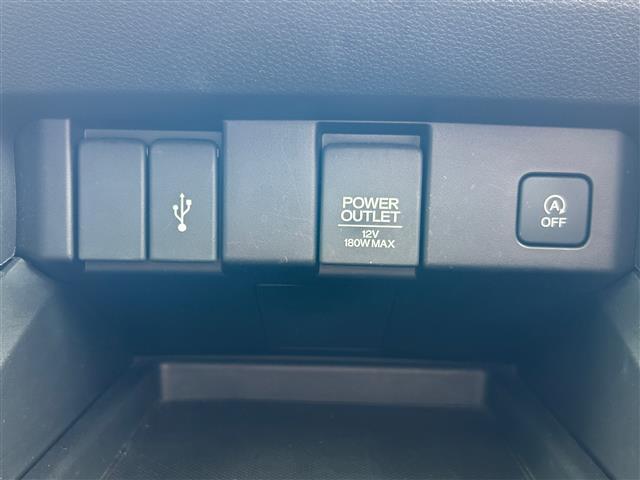 POWER
OUTLET
12V
180W MAX
A
OFF